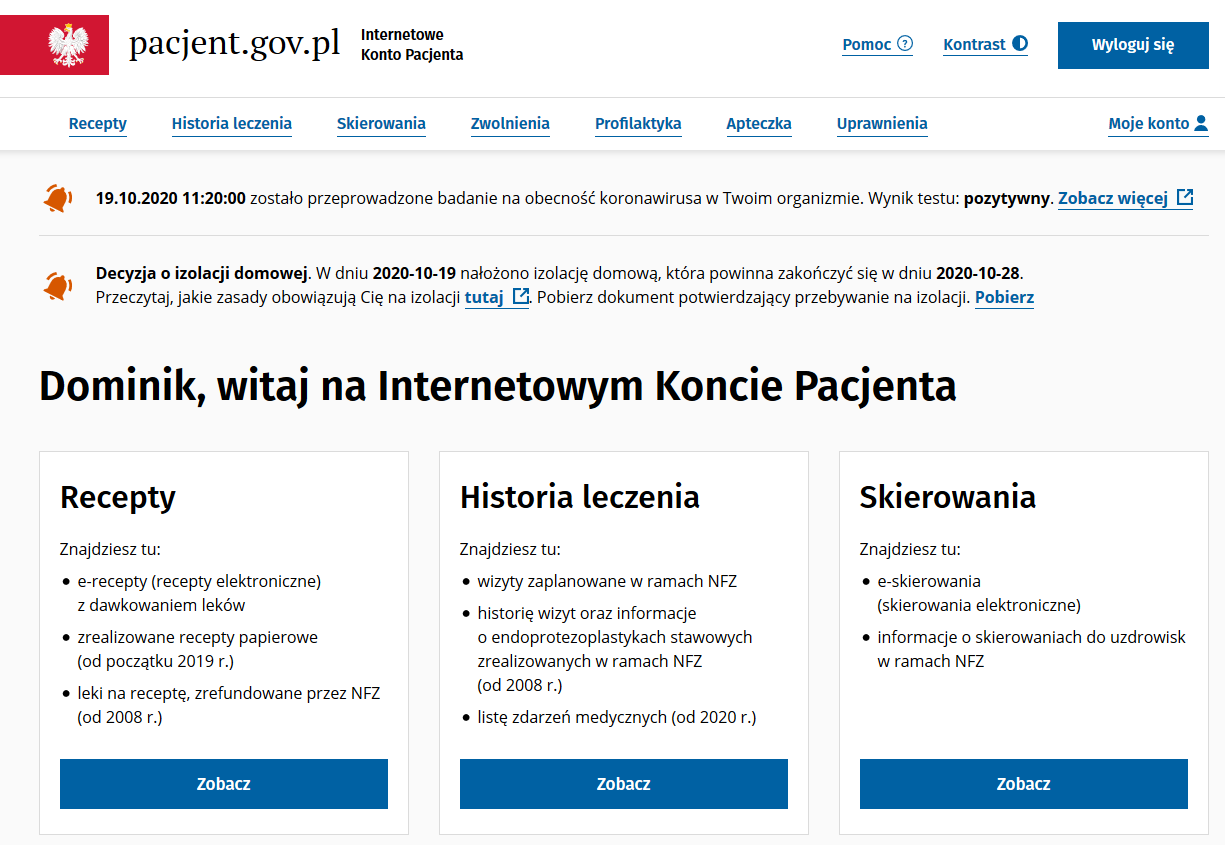 pacjent.gov.pl
Internetowe
Konto Pacjenta
Pomoc ?
Kontrast
Wyloguj się
Recepty
Historia leczenia
Skierowania
Zwolnienia
Profilaktyka
Apteczka
Uprawnienia
Moje konto
19.10.2020 11:20:00 zostało przeprowadzone badanie na obecność koronawirusa w Twoim organizmie. Wynik testu: pozytywny. Zobacz więcej
Decyzja o izolacji domowej. W dniu 2020-10-19 nałożono izolację domową, która powinna zakończyć się w dniu 2020-10-28.
Przeczytaj, jakie zasady obowiązują Cię na izolacji tutaj . Pobierz dokument potwierdzający przebywanie na izolacji. Pobierz
Dominik, witaj na Internetowym Koncie Pacjenta
Recepty
Znajdziesz tu:
• e-recepty (recepty elektroniczne)
z dawkowaniem leków
• zrealizowane recepty papierowe
(od początku 2019 r.)
• leki na receptę, zrefundowane przez NFZ
(od 2008 r.)
Zobacz
Historia leczenia
Znajdziesz tu:
• wizyty zaplanowane w ramach NFZ
• historię wizyt oraz informacje
o endoprotezoplastykach stawowych
zrealizowanych w ramach NFZ
(od 2008 r.)
• listę zdarzeń medycznych (od 2020 r.)
Zobacz
Skierowania
Znajdziesz tu:
• e-skierowania
(skierowania elektroniczne)
• informacje o skierowaniach do uzdrowisk
w ramach NFZ
Zobacz